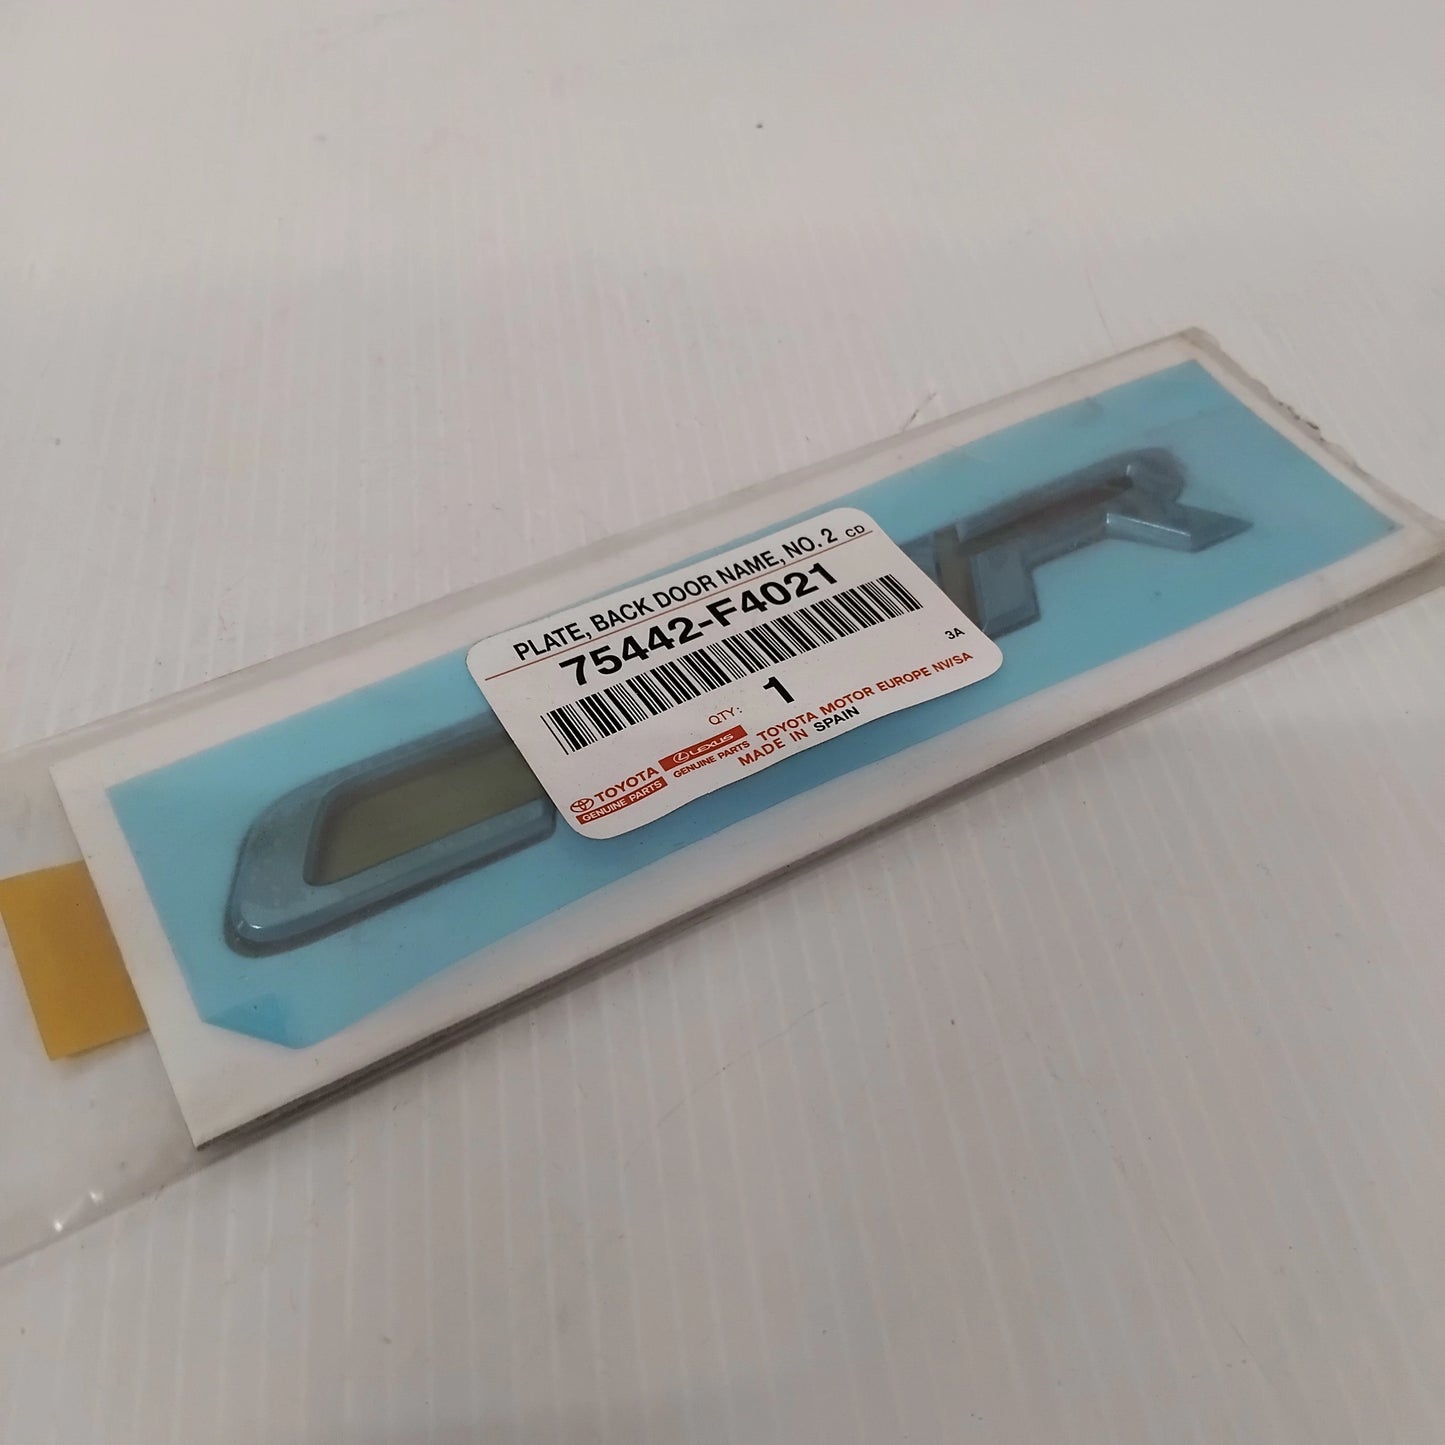 PLATE, BACK DOOR NAME, NO. 2 CD
75442-F4021
3A
QTY: 1
TOYOTA LEXUS TOYOTA MOTOR EUROPE NV/SA
GENUINE PARTS GENUINE PARTS MADE IN SPAIN